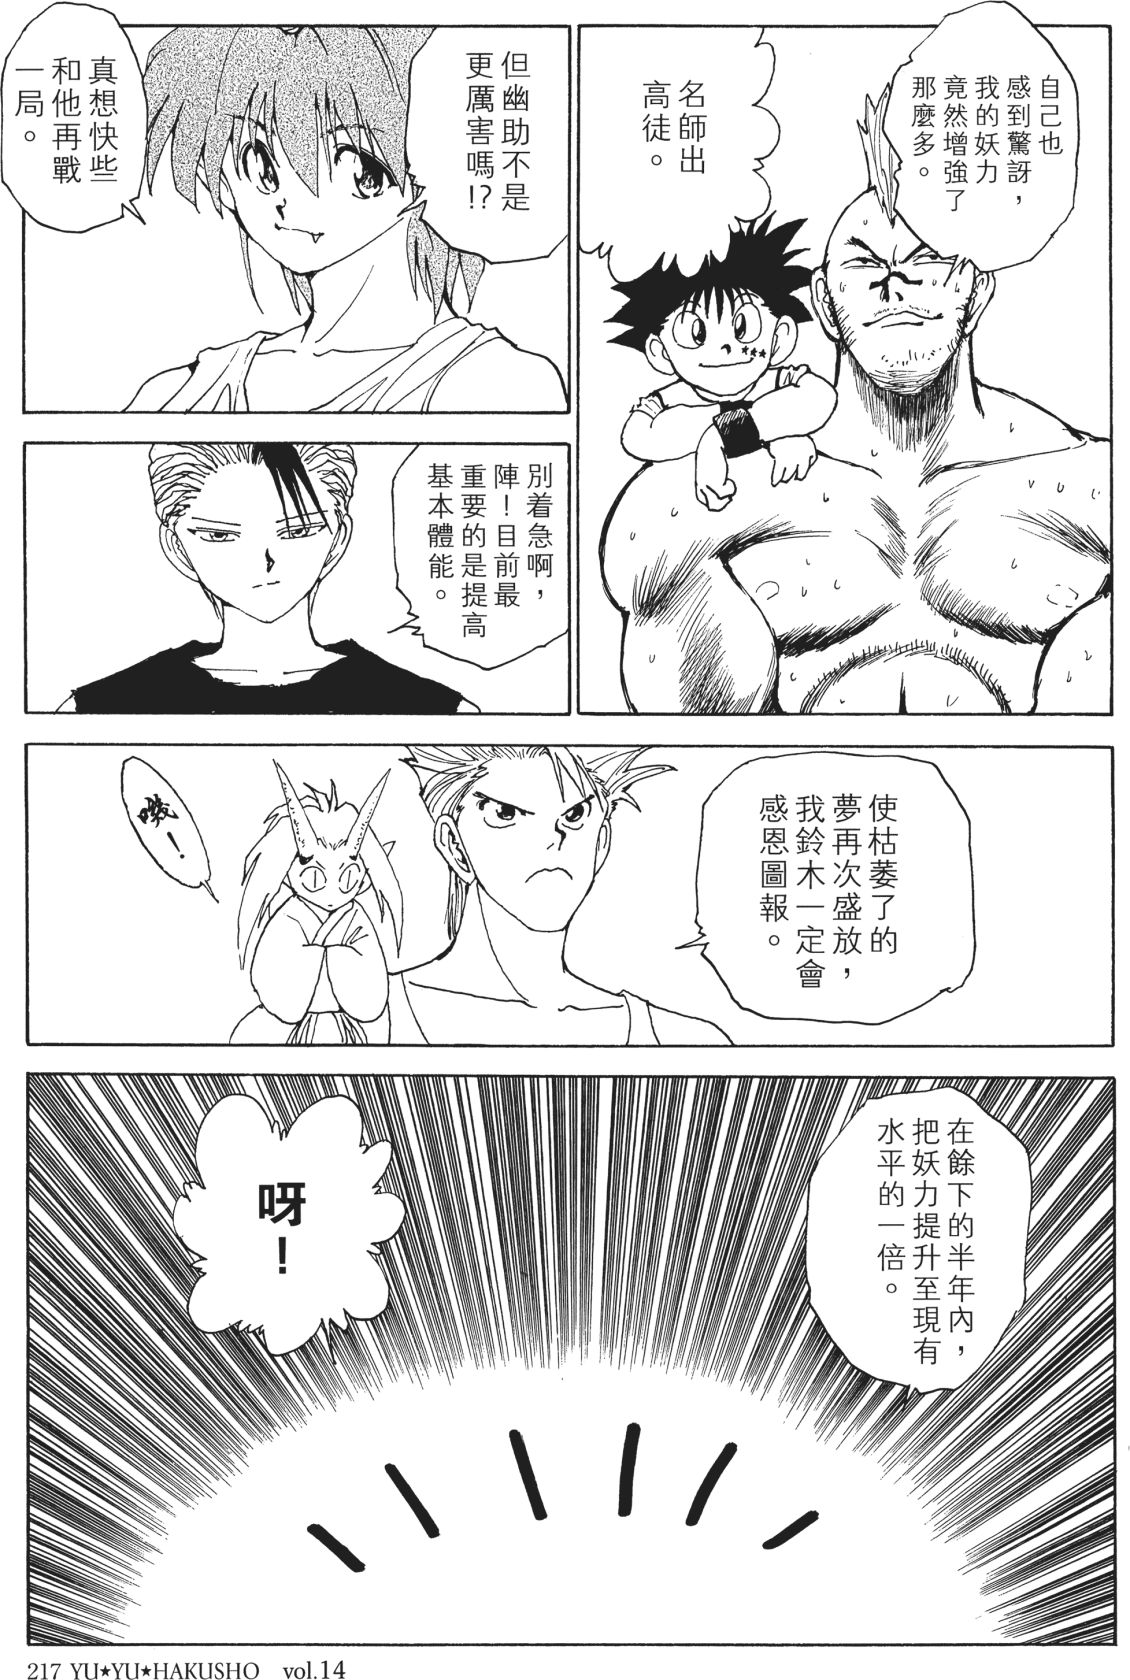 自己也
感到驚訝，
我的妖力
竟然增強了
那麼多。
名師出
高徒。
但幽助不是
更厲害嗎!?
真想快些
和他再戰
一局。
別着急啊，
陣！目前最
重要的是提高
基本體能。
使枯萎了的
夢再次盛放，
我鈴木一定會
感恩圖報。
嘰！
在餘下的半年內，
把妖力提升至現有
水平的一倍。
呀！
217 YU★YU★HAKUSHO vol.14